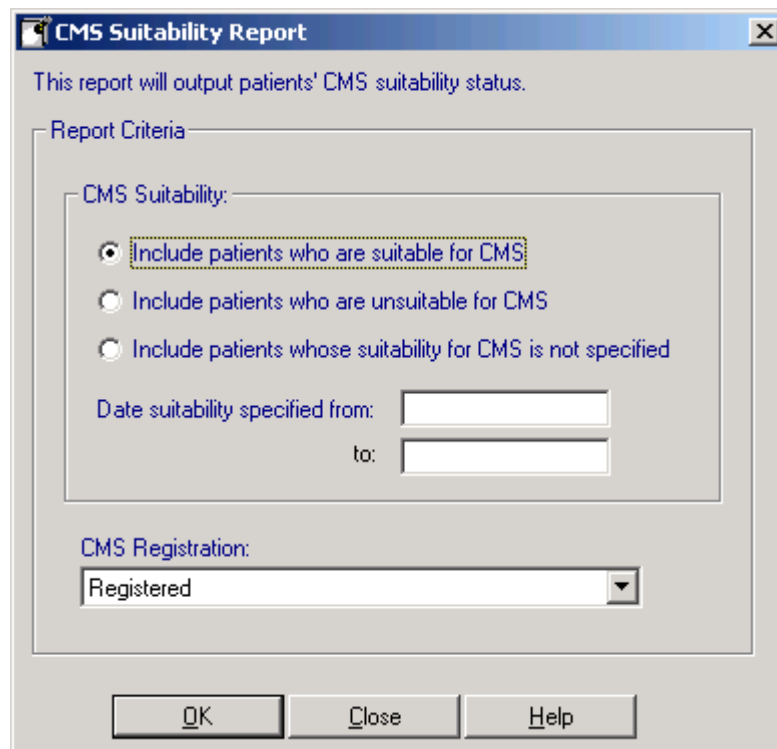 CMS Suitability Report
This report will output patients' CMS suitability status.
Report Criteria
CMS Suitability:
Include patients who are suitable for CMS
Include patients who are unsuitable for CMS
Include patients whose suitability for CMS is not specified
Date suitability specified from:
to:
CMS Registration:
Registered
OK Close Help